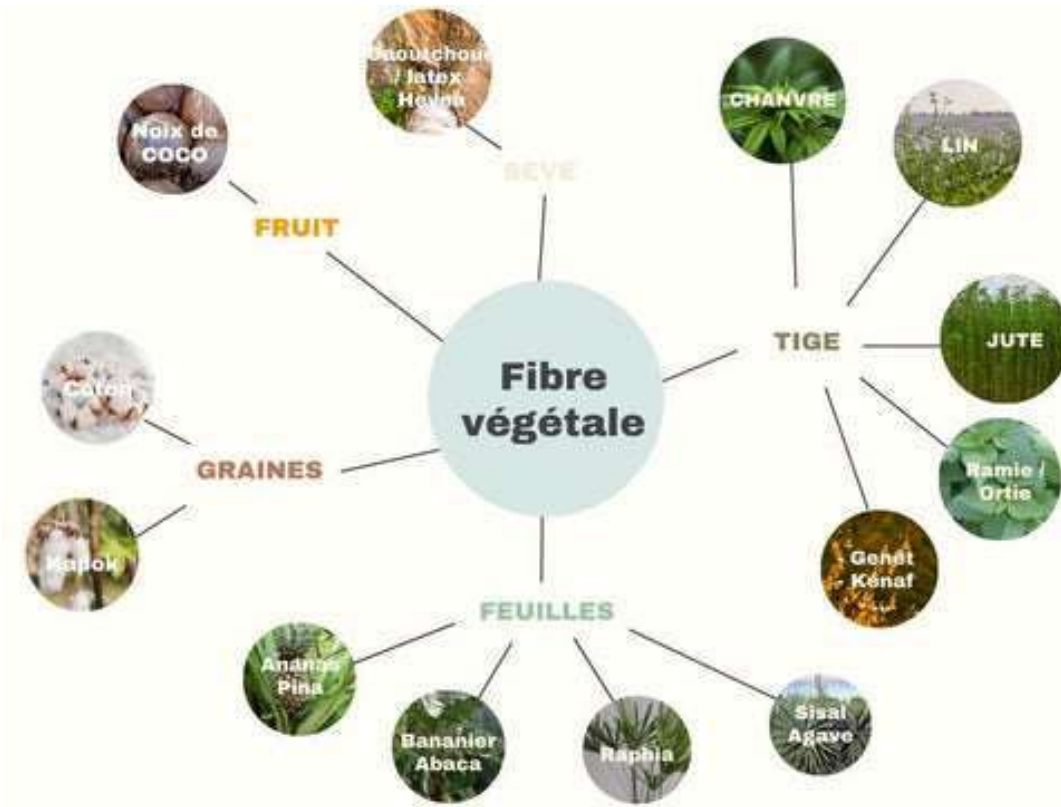 Caoutchouc
/ latex
Hevea
CHANVRE
Noix de
COCO
LIN
SEVE
FRUIT
TIGE
JUTE
Fibre
végétale
Coton
GRAINES
Ramie /
Ortie
Kapok
Genêt
Kénaf
...
FEUILLES
Ananas
Pina
Bananier
Abaca
Raphia
Sisal
Agave